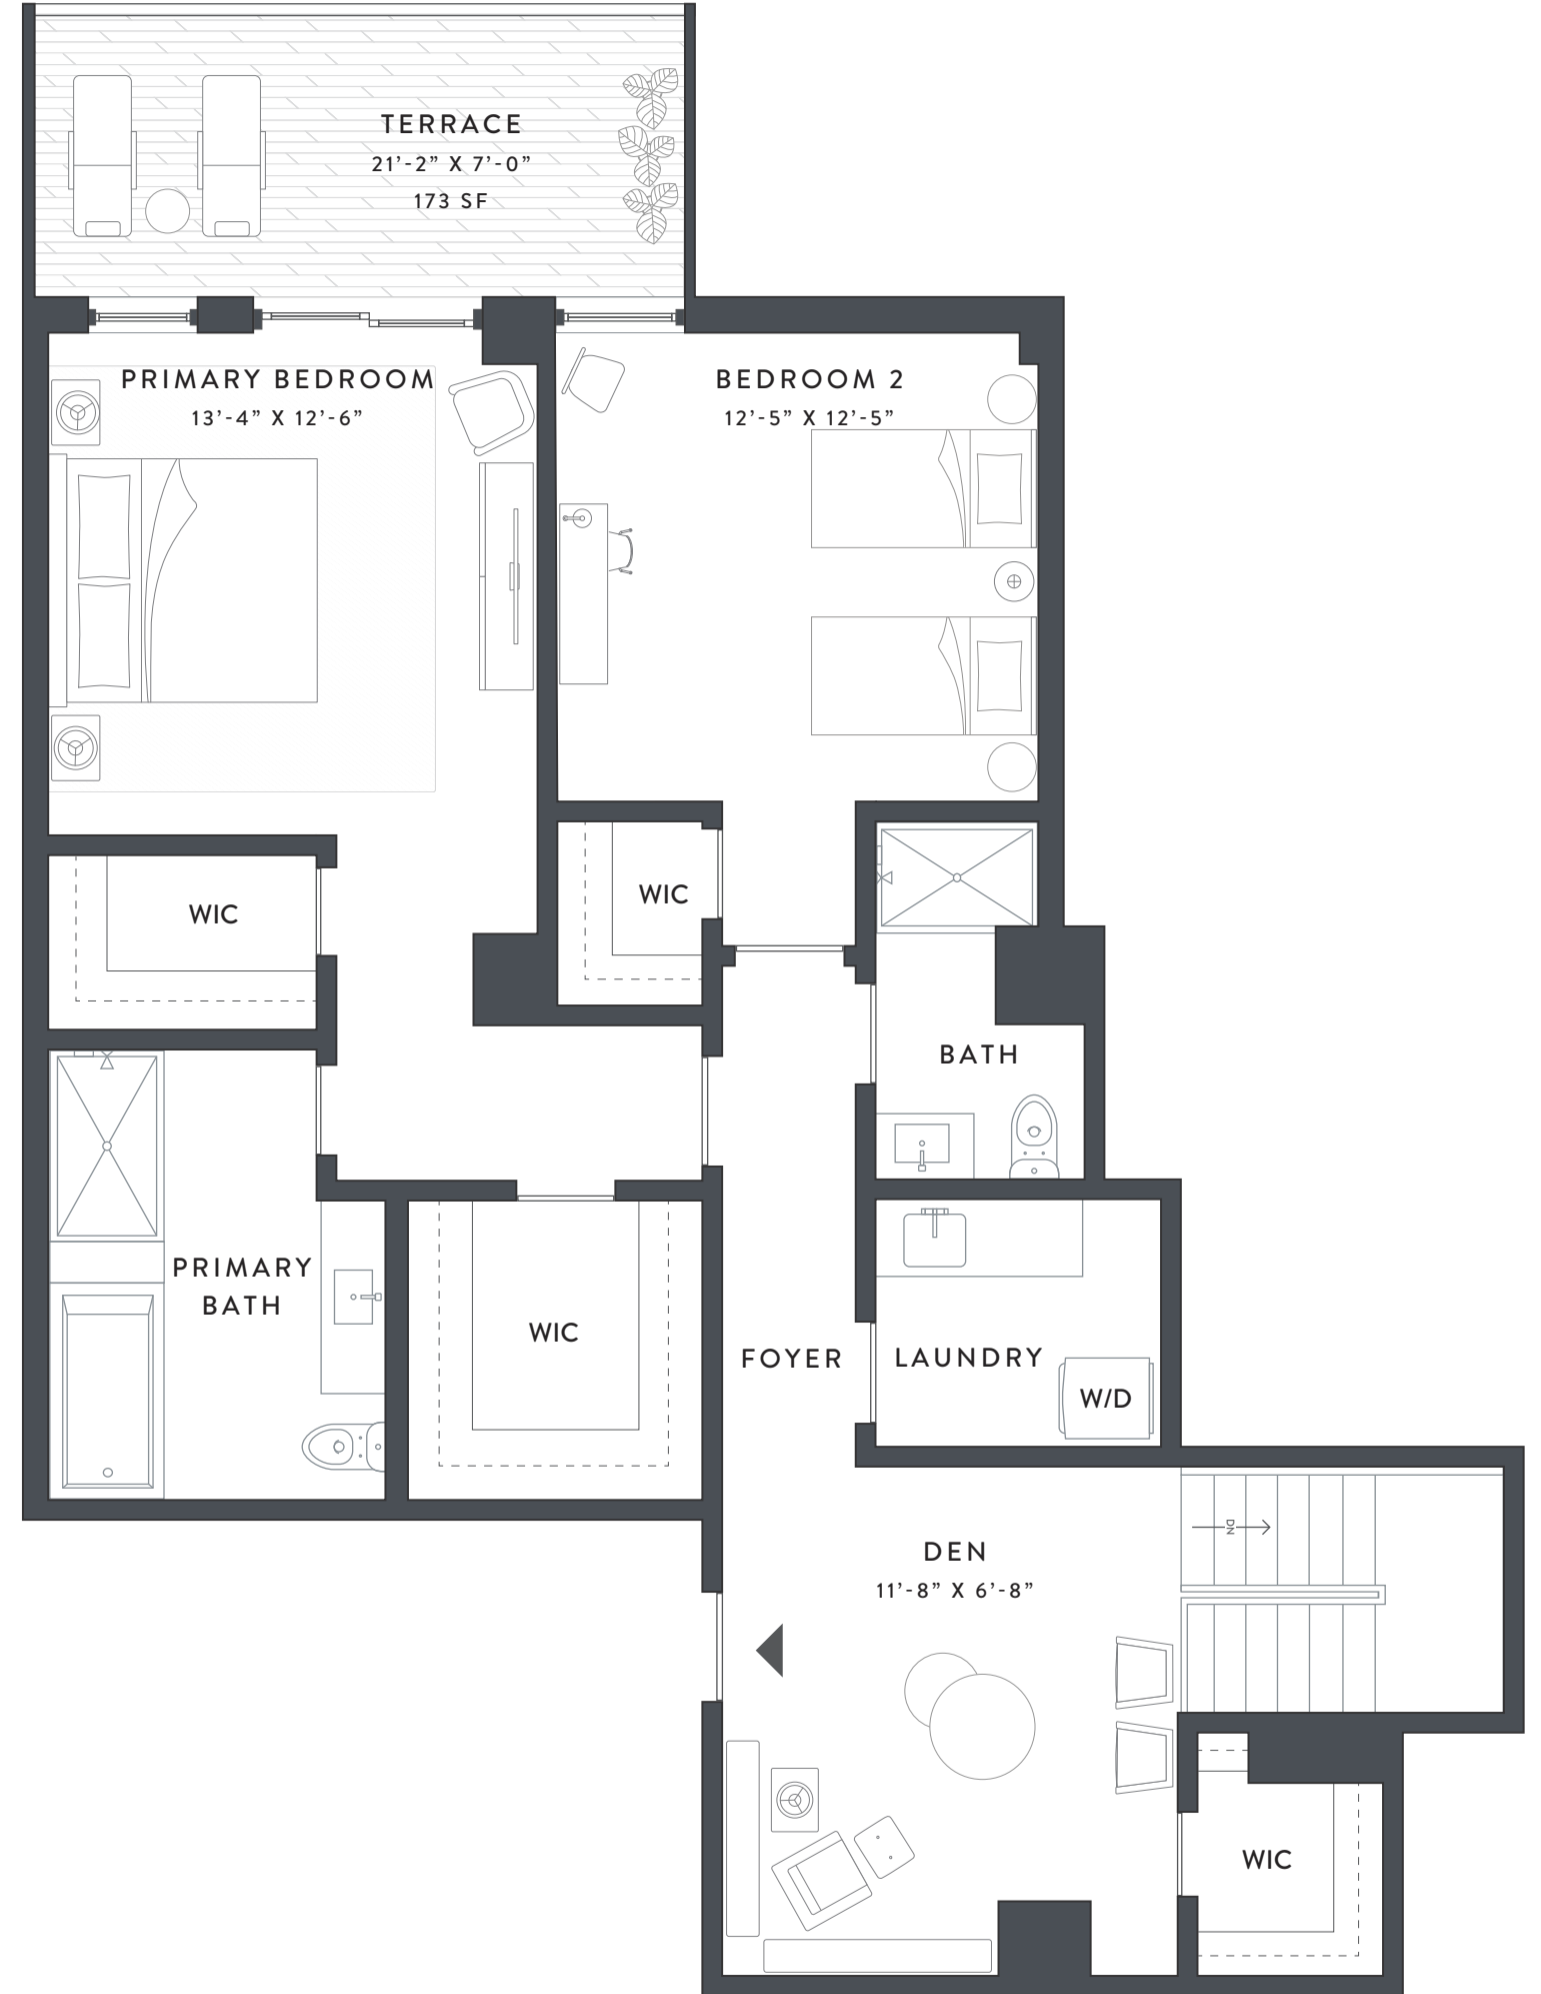 TERRACE
21’-2” X 7’-0”
173 SF
PRIMARY BEDROOM
13’-4” X 12’-6”
BEDROOM 2
12’-5” X 12’-5”
WIC
WIC
BATH
PRIMARY
BATH
WIC
FOYER
LAUNDRY
W/D
DN
DEN
11’-8” X 6’-8”
WIC